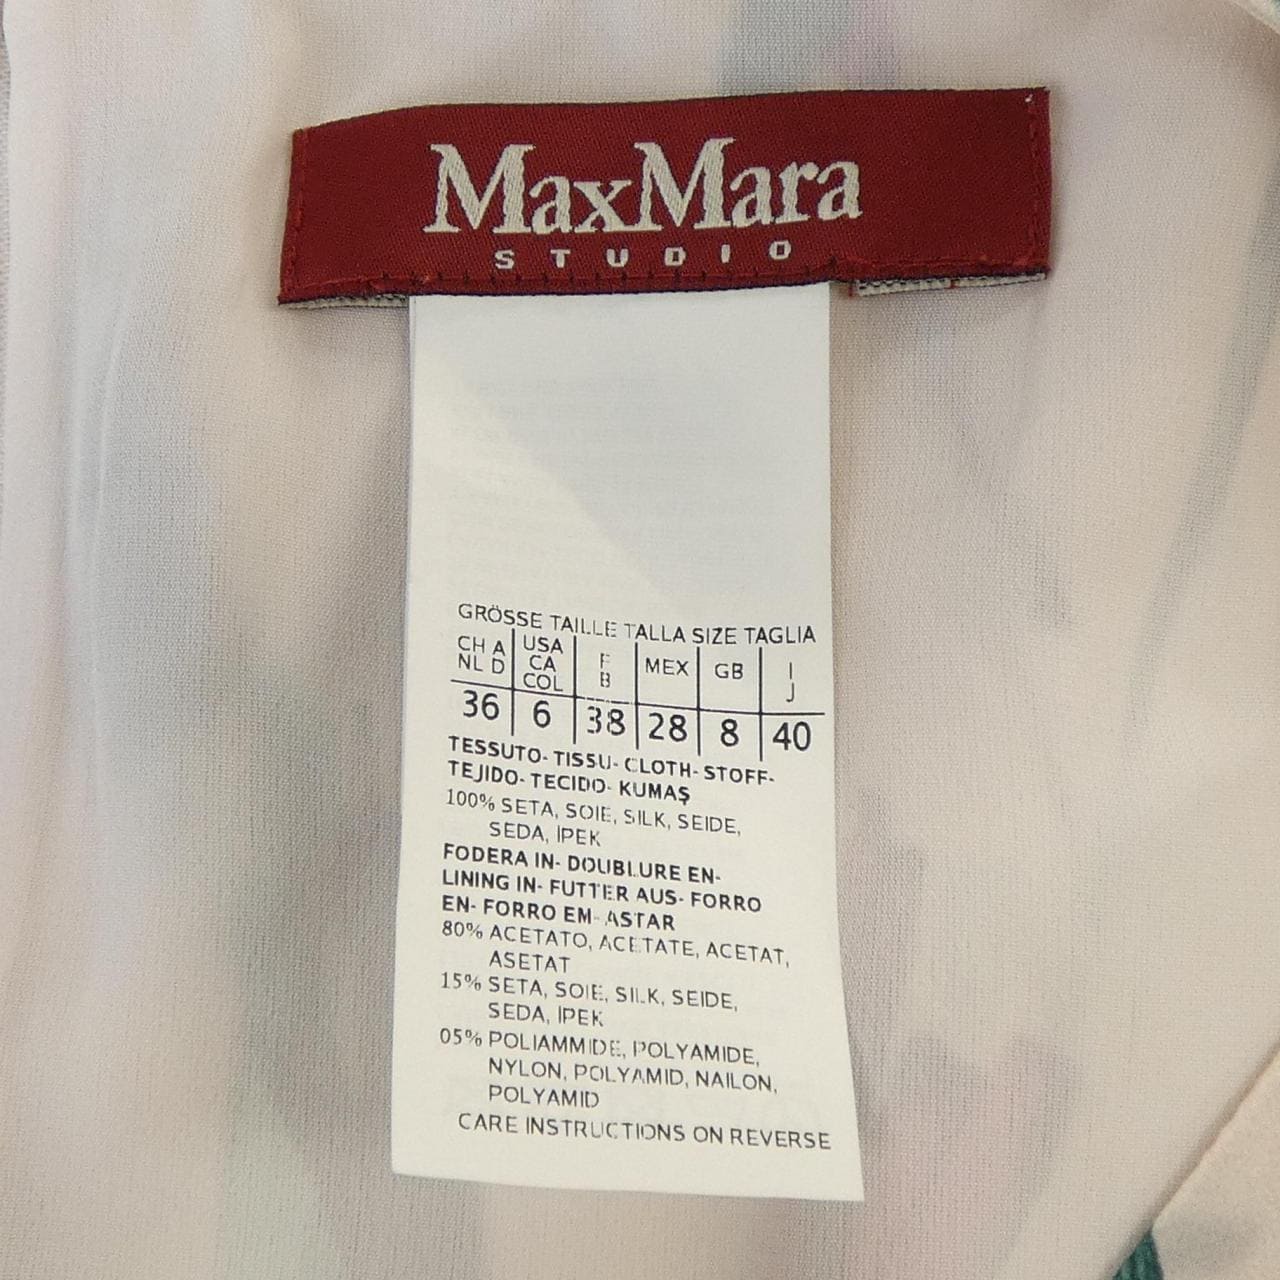 MaxMara
STUDIO
GRÖSSE TAILLE TALLA SIZE TAGLIA
CH A NL D USA CA COL F B MEX GB I J
36 6 38 28 8 40
TESSUTO- TISSU- CLOTH- STOFF-
TEJIDO- TECIDO- KUMAŞ
100% SETA, SOIE, SILK, SEIDE,
SEDA, IPEK
FODERA IN- DOUBLURE EN-
LINING IN- FUTTER AUS- FORRO
EN- FORRO EM- ASTAR
80% ACETATO, ACETATE, ACETAT,
ASETAT
15% SETA, SOIE, SILK, SEIDE,
SEDA, IPEK
05% POLIAMMIDE, POLYAMIDE,
NYLON, POLYAMID, NAILON,
POLYAMID
CARE INSTRUCTIONS ON REVERSE